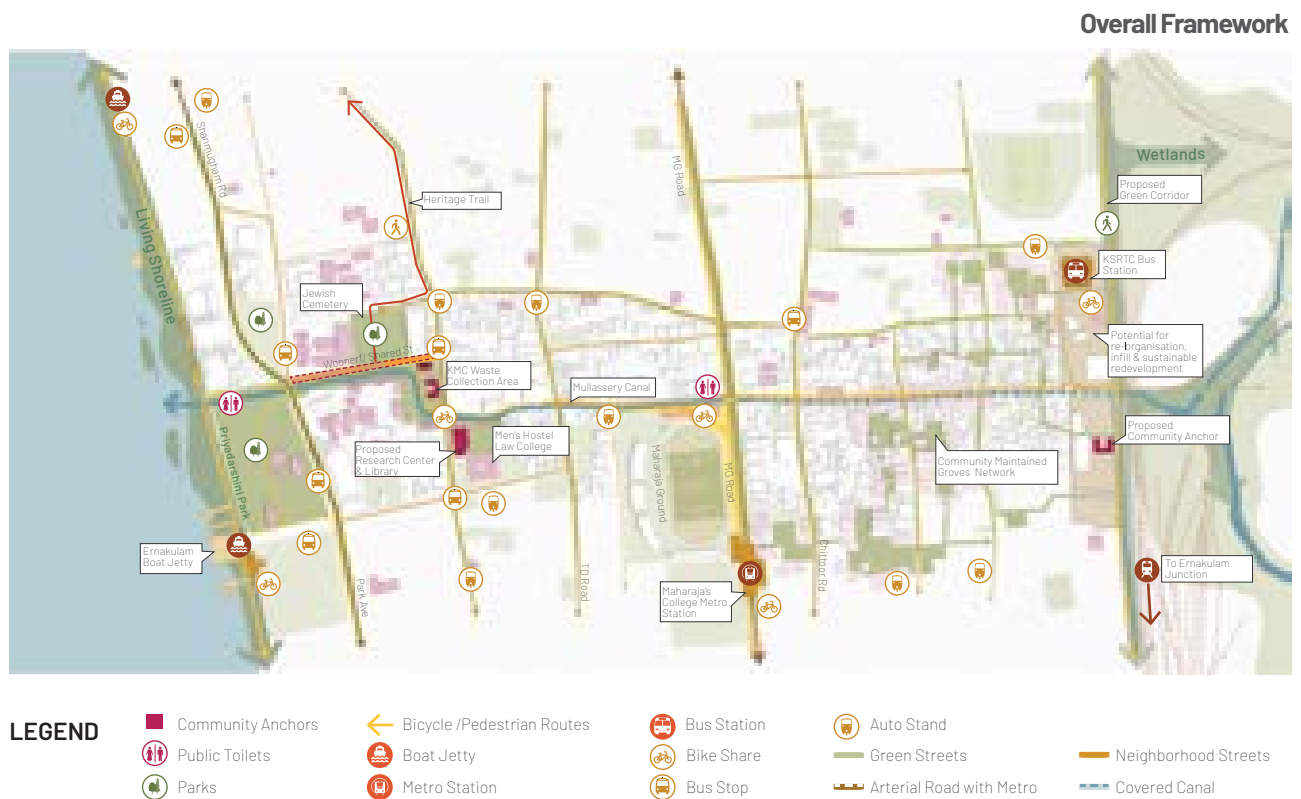 Overall Framework
Shanmugham Rd
Living Shoreline
Heritage Trail
MG Road
Wetlands
Proposed
Green Corridor
KSRTC Bus
Station
Jewish
Cemetery
Woonerf/ Shared St
KMC Waste
Collection Area
Mullassery Canal
Potential for
re-organisation,
infill & sustainable
redevelopment
Priyadarshini Park
Proposed
Research Center
& Library
Men's Hostel
Law College
Maharaja Ground
MG Road
Community Maintained
Groves Network
Proposed
Community Anchor
Ernakulam
Boat Jetty
Park Ave
TD Road
Maharaja's
College Metro
Station
Chittoor Rd
To Ernakulam
Junction
LEGEND
Community Anchors
Bicycle /Pedestrian Routes
Bus Station
Auto Stand
Public Toilets
Boat Jetty
Bike Share
Green Streets
Neighborhood Streets
Parks
Metro Station
Bus Stop
Arterial Road with Metro
Covered Canal